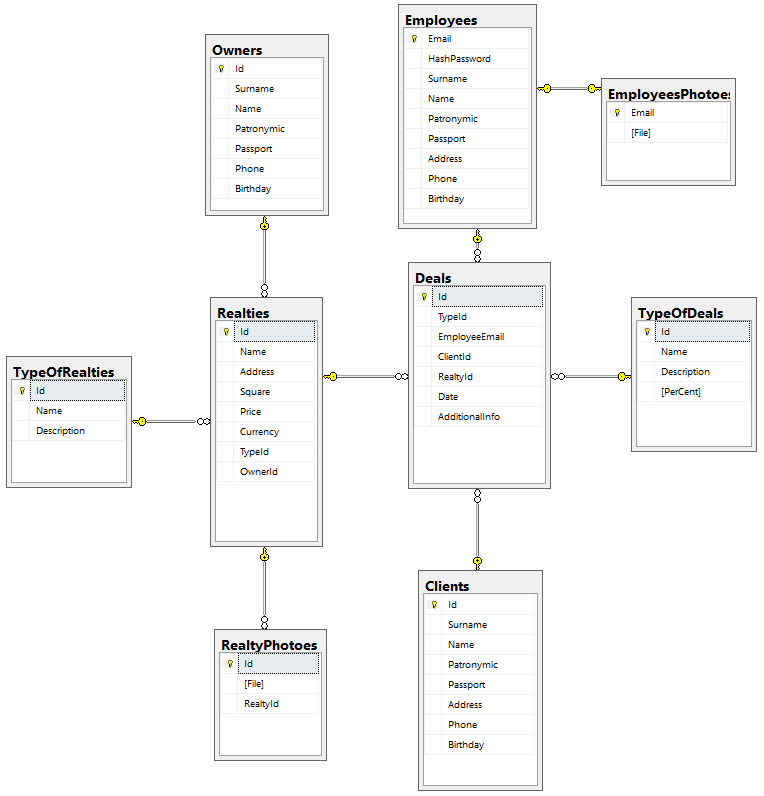 Owners
Id
Surname
Name
Patronymic
Passport
Phone
Birthday
Employees
Email
HashPassword
Surname
Name
Patronymic
Passport
Address
Phone
Birthday
EmployeesPhotoes
Email
[File]
Realties
Id
Name
Address
Square
Price
Currency
TypeId
OwnerId
Deals
Id
TypeId
EmployeeEmail
ClientId
RealtyId
Date
AdditionalInfo
TypeOfDeals
Id
Name
Description
[PerCent]
TypeOfRealties
Id
Name
Description
RealtyPhotoes
Id
[File]
RealtyId
Clients
Id
Surname
Name
Patronymic
Passport
Address
Phone
Birthday